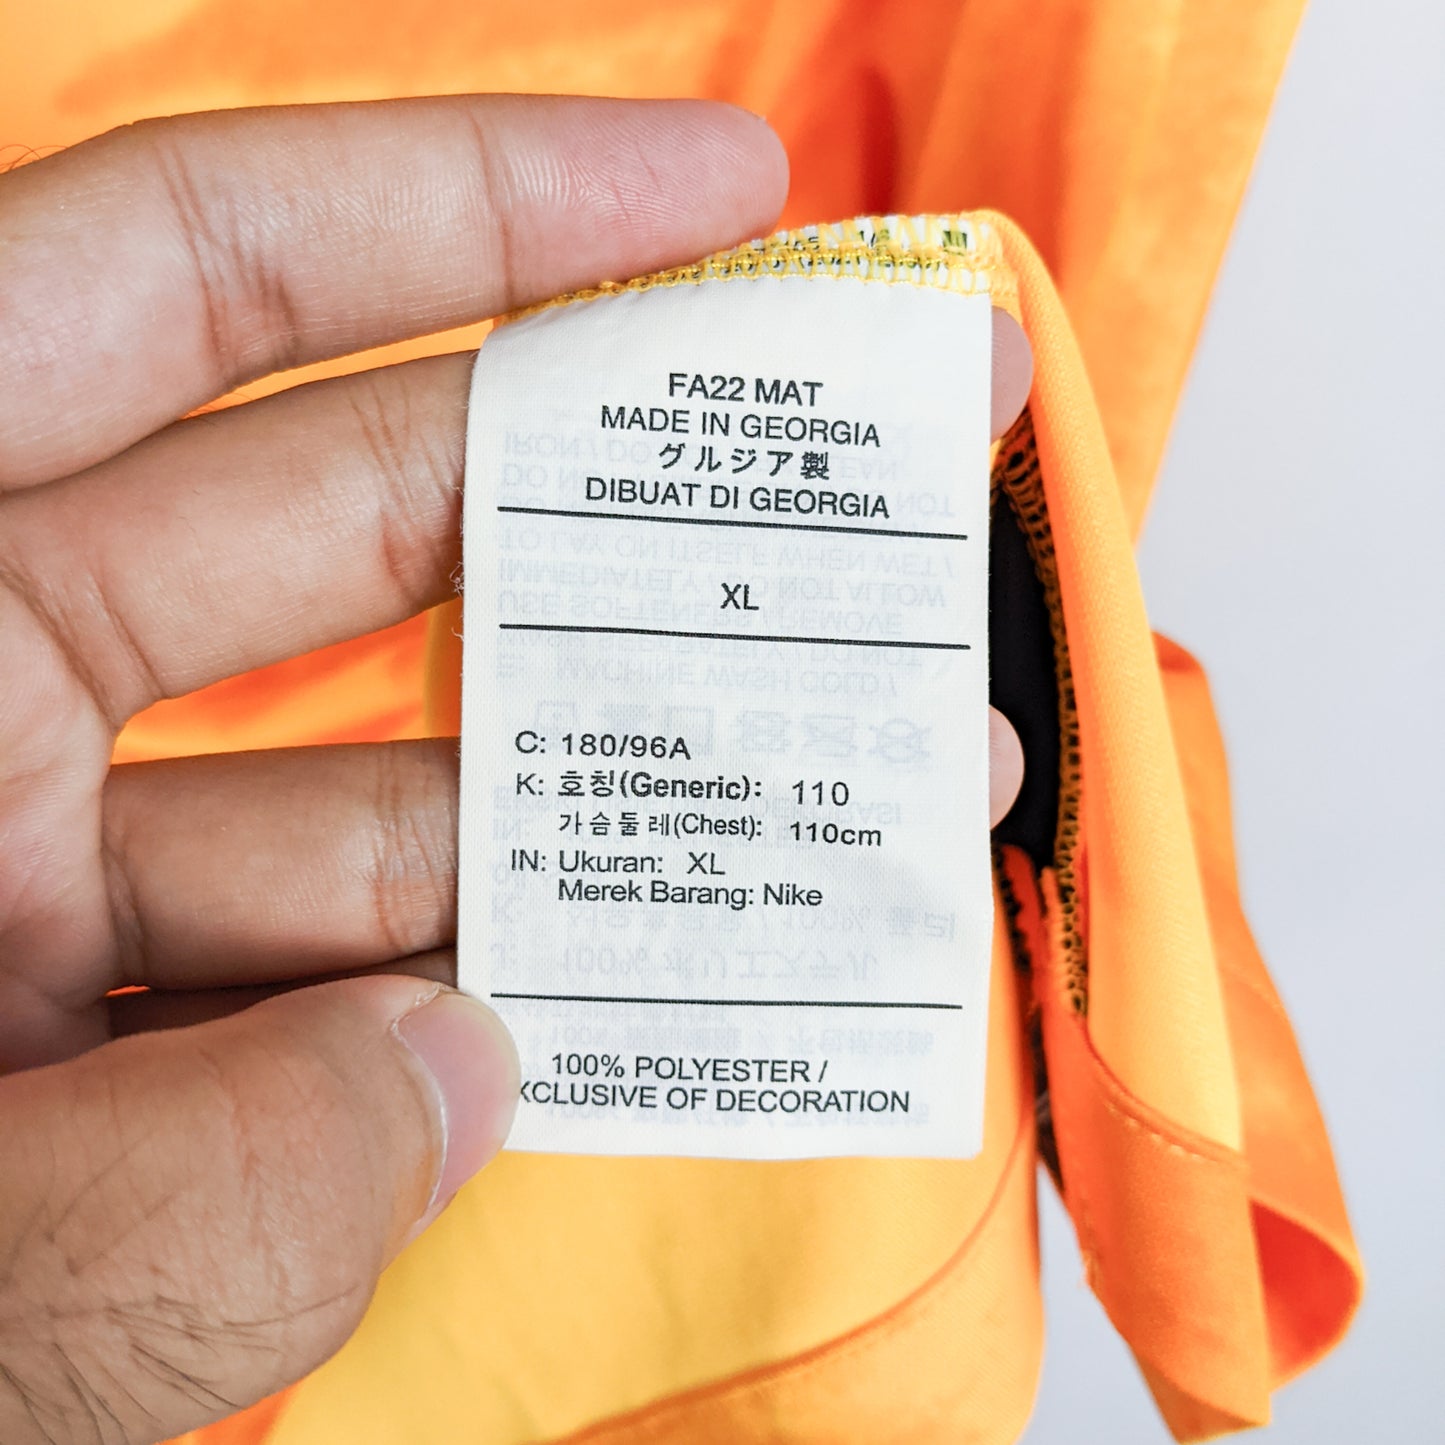 FA22 MAT
MADE IN GEORGIA
グルジア製
DIBUAT DI GEORGIA
XL
C: 180/96A
K: 호칭(Generic): 110
가슴둘레(Chest): 110cm
IN: Ukuran: XL
Merek Barang: Nike
100% POLYESTER /
XCLUSIVE OF DECORATION